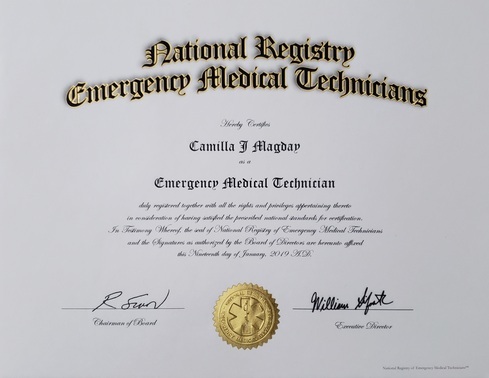 National Registry
Emergency Medical Technicians
Hereby Certifies
Camilla J Magday
as a
Emergency Medical Technician
duly registered together with all the rights and privileges appertaining thereto
in consideration of having satisfied the prescribed national standards for certification.
In Testimony Whereof, the seal of National Registry of Emergency Medical Technicians
and the Signatures as authorized by the Board of Directors are hereunto affixed
this Nineteenth day of January, 2019 A.D.
Chairman of Board
William
Executive Director
National Registry of Emergency Medical Technicians®